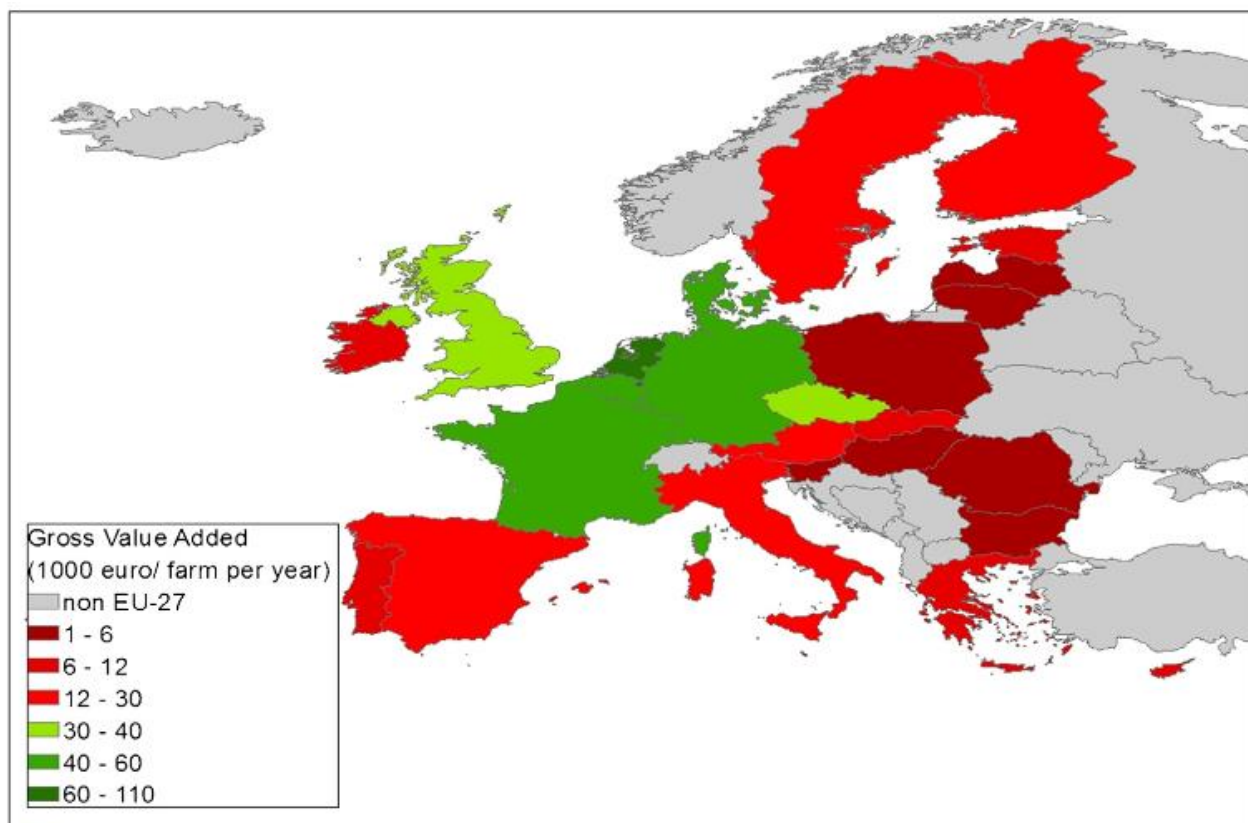 Gross Value Added
(1000 euro/ farm per year)
non EU-27
1 - 6
6 - 12
12 - 30
30 - 40
40 - 60
60 - 110